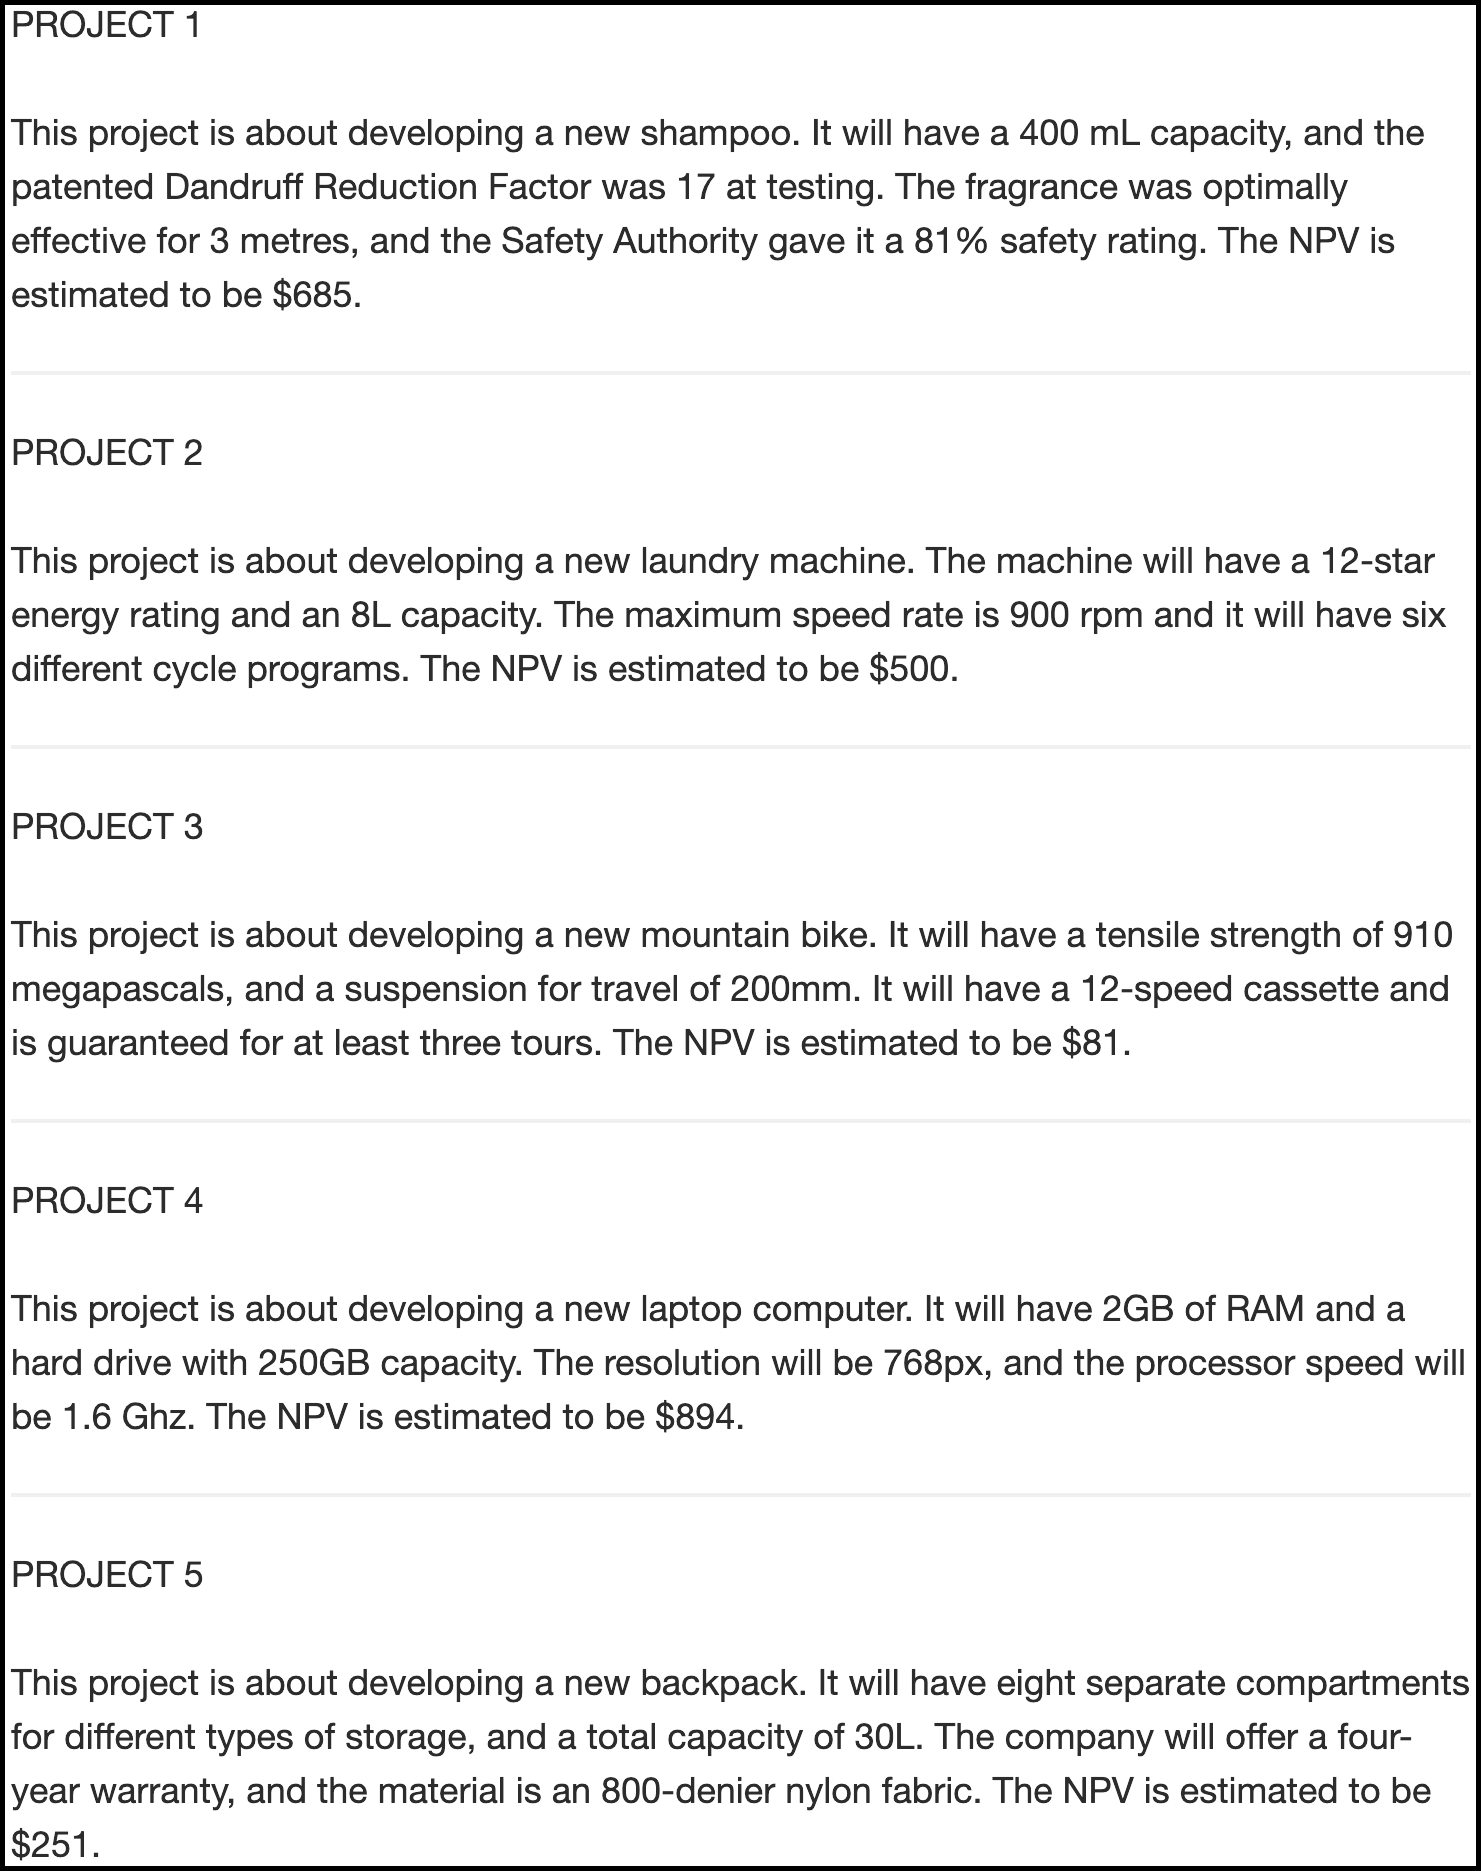 PROJECT 1
This project is about developing a new shampoo. It will have a 400 mL capacity, and the
patented Dandruff Reduction Factor was 17 at testing. The fragrance was optimally
effective for 3 metres, and the Safety Authority gave it a 81% safety rating. The NPV is
estimated to be $685.
PROJECT 2
This project is about developing a new laundry machine. The machine will have a 12-star
energy rating and an 8L capacity. The maximum speed rate is 900 rpm and it will have six
different cycle programs. The NPV is estimated to be $500.
PROJECT 3
This project is about developing a new mountain bike. It will have a tensile strength of 910
megapascals, and a suspension for travel of 200mm. It will have a 12-speed cassette and
is guaranteed for at least three tours. The NPV is estimated to be $81.
PROJECT 4
This project is about developing a new laptop computer. It will have 2GB of RAM and a
hard drive with 250GB capacity. The resolution will be 768px, and the processor speed will
be 1.6 Ghz. The NPV is estimated to be $894.
PROJECT 5
This project is about developing a new backpack. It will have eight separate compartments
for different types of storage, and a total capacity of 30L. The company will offer a four-
year warranty, and the material is an 800-denier nylon fabric. The NPV is estimated to be
$251.